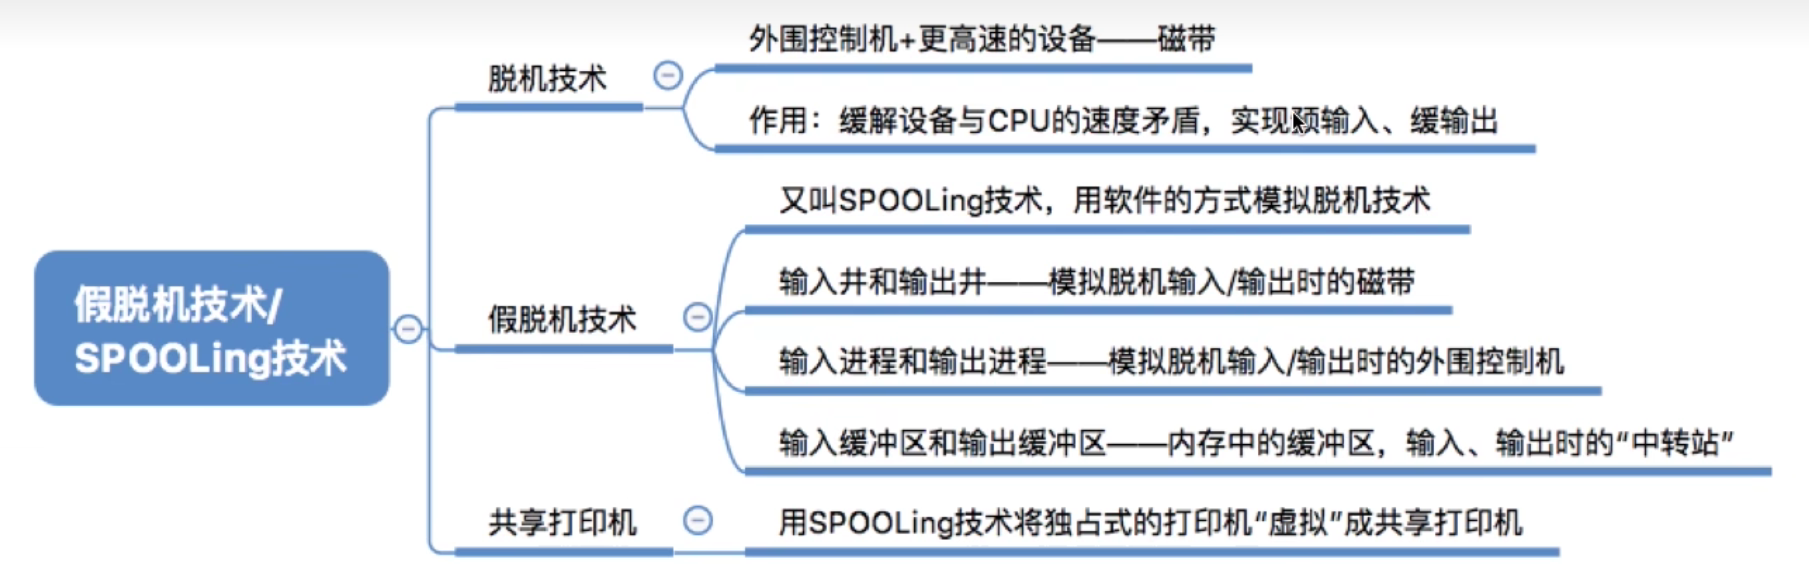 外围控制机+更高速的设备——磁带
脱机技术
作用：缓解设备与CPU的速度矛盾，实现预输入、缓输出
又叫SPOOLing技术，用软件的方式模拟脱机技术
输入井和输出井——模拟脱机输入/输出时的磁带
假脱机技术/
SPOOLing技术
假脱机技术
输入进程和输出进程——模拟脱机输入/输出时的外围控制机
输入缓冲区和输出缓冲区——内存中的缓冲区，输入、输出时的“中转站”
共享打印机
用SPOOLing技术将独占式的打印机“虚拟”成共享打印机